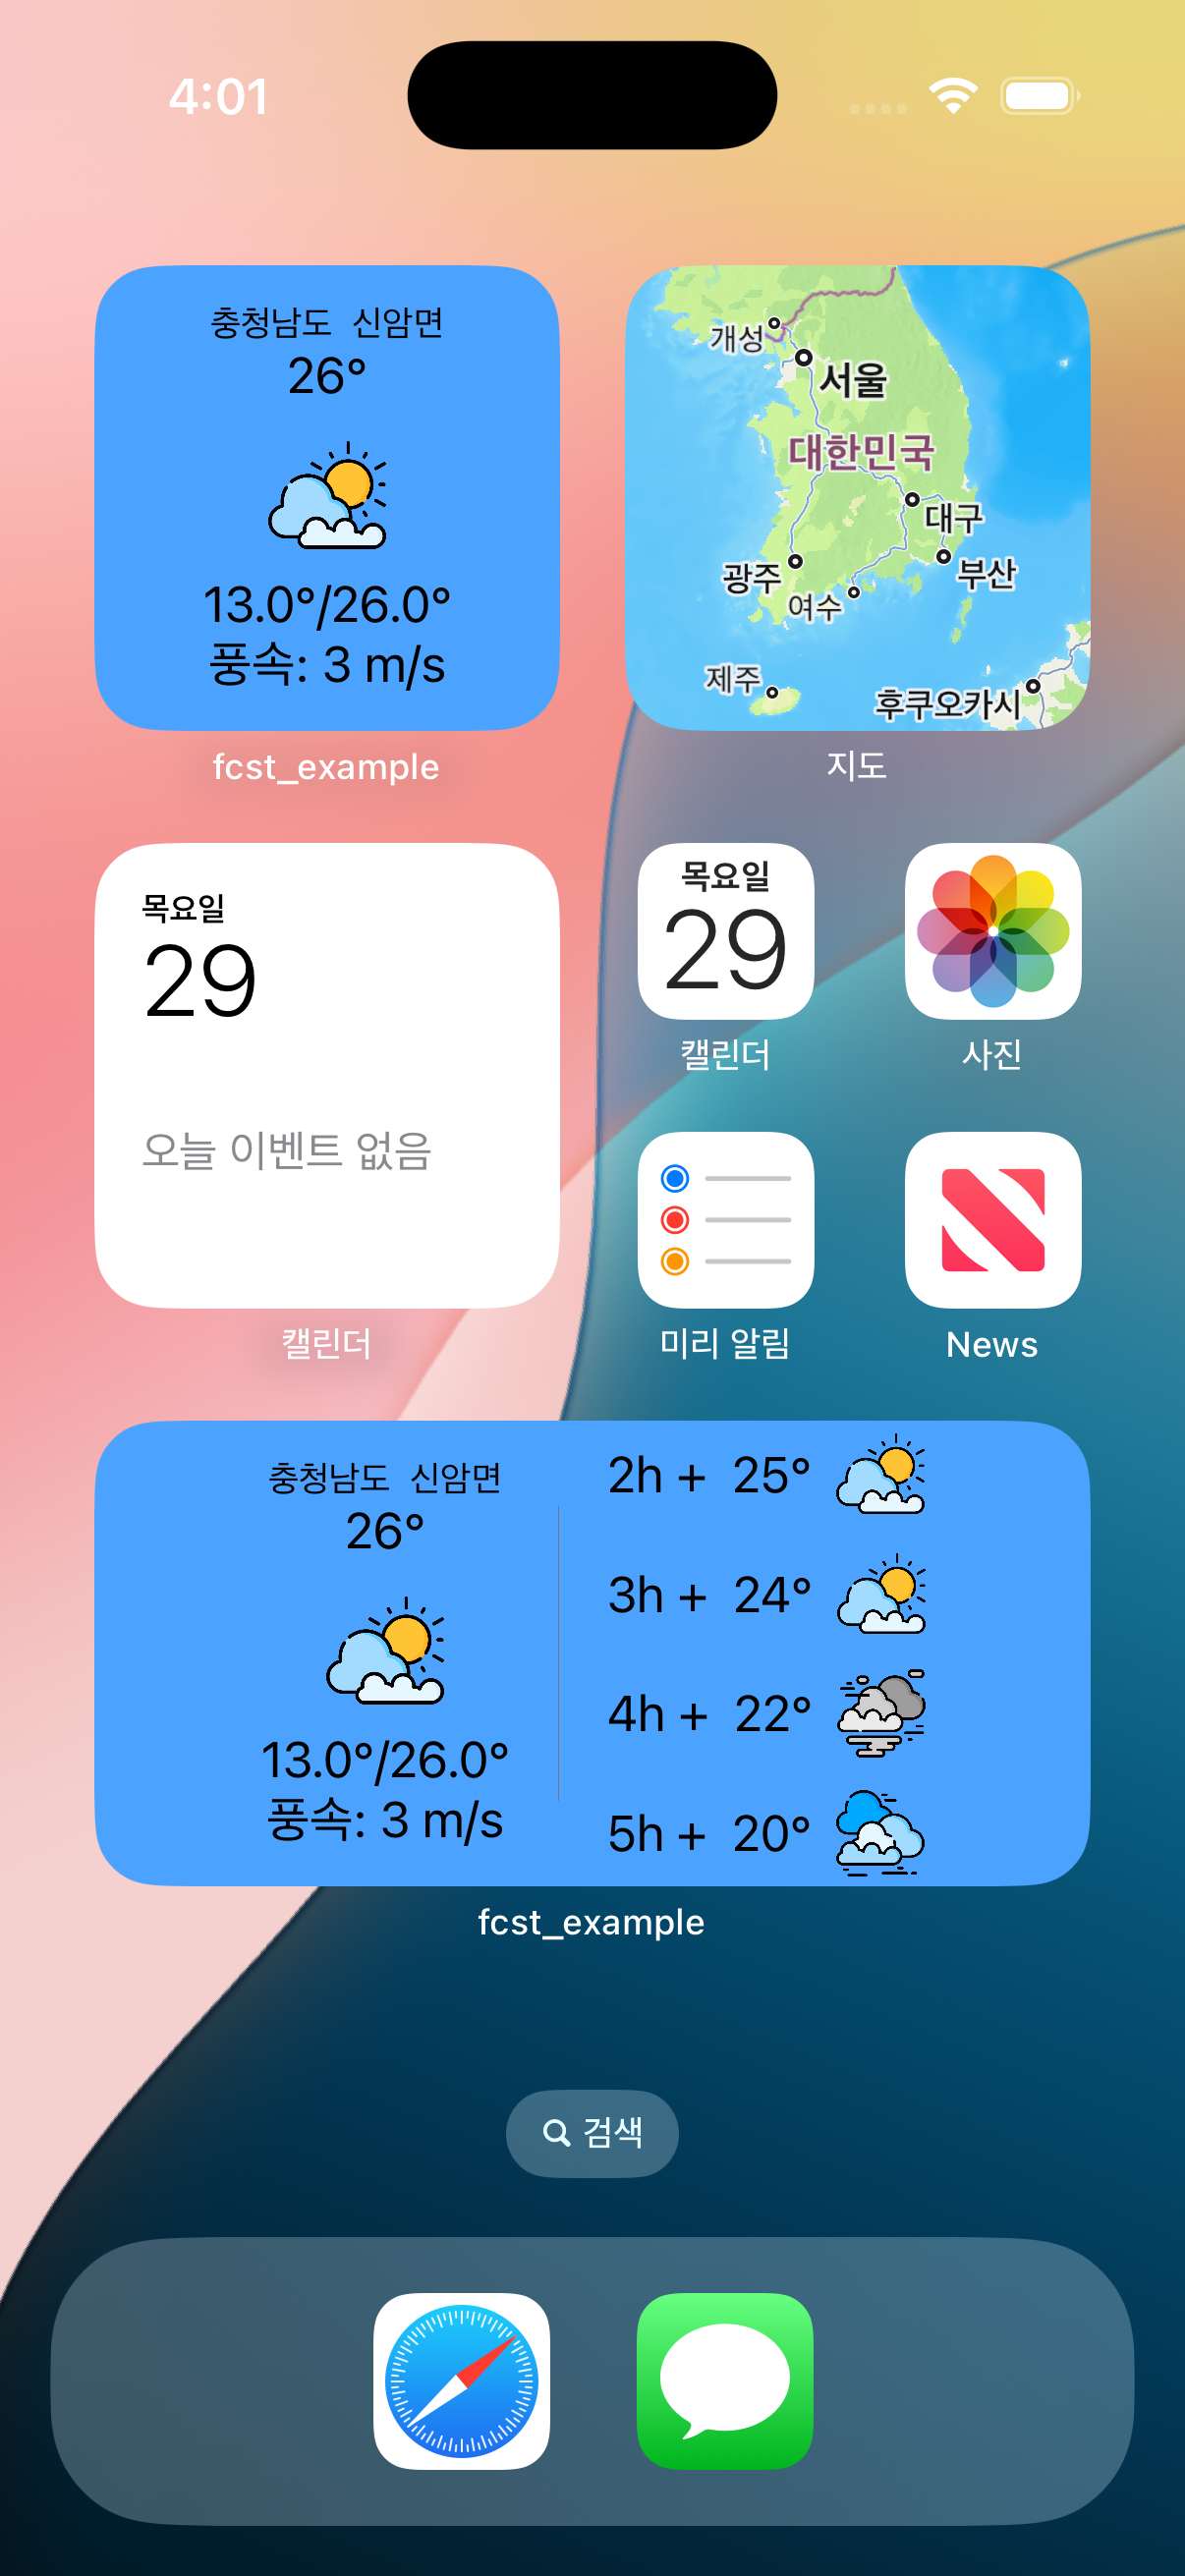 4:01
충청남도 신암면
26°
13.0°/26.0°
풍속: 3 m/s
fcst_example
개성
서울
대한민국
대구
부산
광주
여수
제주
후쿠오카시
지도
목요일
29
오늘 이벤트 없음
캘린더
목요일
29
캘린더
사진
미리 알림
News
충청남도 신암면
26°
13.0°/26.0°
풍속: 3 m/s
2h + 25°
3h + 24°
4h + 22°
5h + 20°
fcst_example
검색